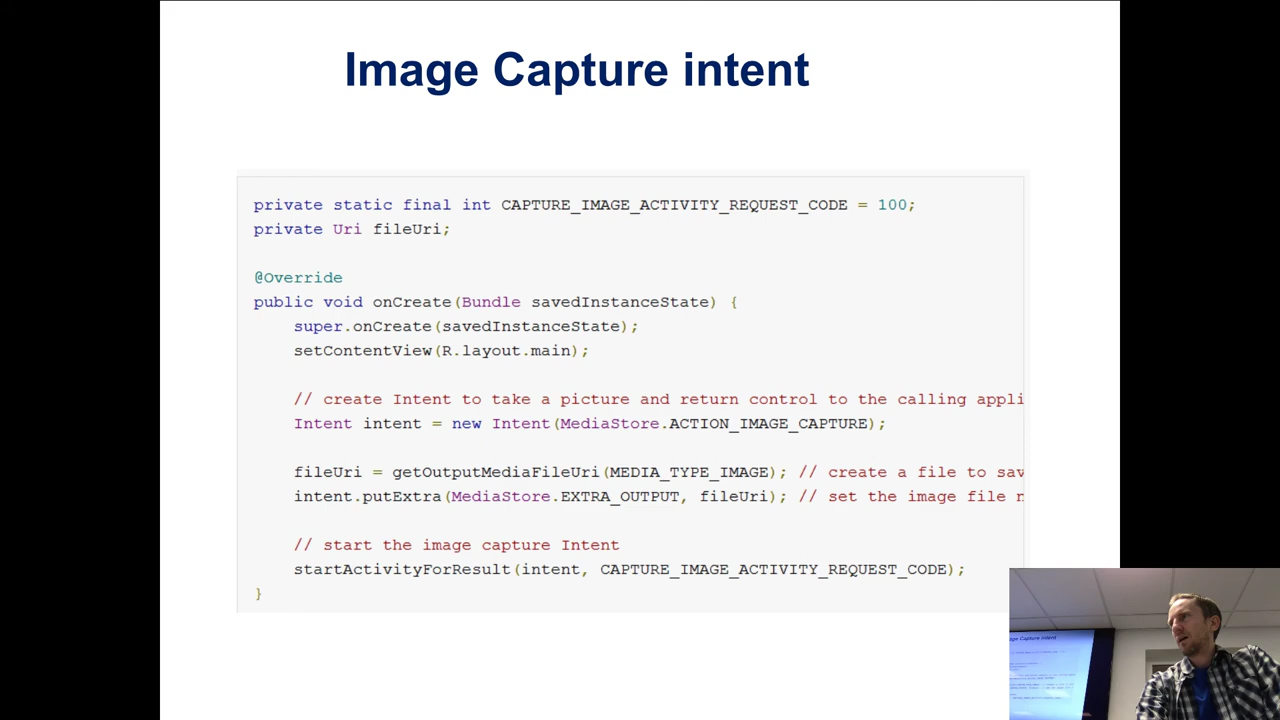 Image Capture intent
private static final int CAPTURE_IMAGE_ACTIVITY_REQUEST_CODE = 100;
private Uri fileUri;
@Override
public void onCreate(Bundle savedInstanceState) {
super.onCreate(savedInstanceState);
setContentView(R.layout.main);
// create Intent to take a picture and return control to the calling appli
Intent intent = new Intent(MediaStore.ACTION_IMAGE_CAPTURE);
fileUri = getOutputMediaFileUri(MEDIA_TYPE_IMAGE); // create a file to sav
intent.putExtra(MediaStore.EXTRA_OUTPUT, fileUri); // set the image file n
// start the image capture Intent
startActivityForResult(intent, CAPTURE_IMAGE_ACTIVITY_REQUEST_CODE);
}
Image Capture intent